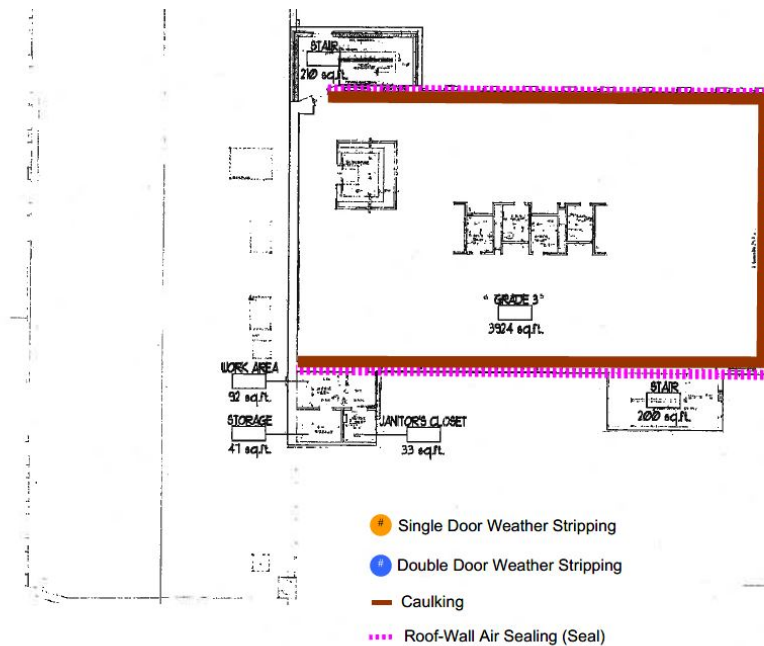 STAIR
210 sq.ft.
" GRADE 3"
3924 sq.ft.
WORK AREA
92 sq.ft.
STORAGE
47 sq.ft.
JANITOR'S CLOSET
33 sq.ft.
STAIR
200 sq.ft.
# Single Door Weather Stripping
# Double Door Weather Stripping
Caulking
Roof-Wall Air Sealing (Seal)